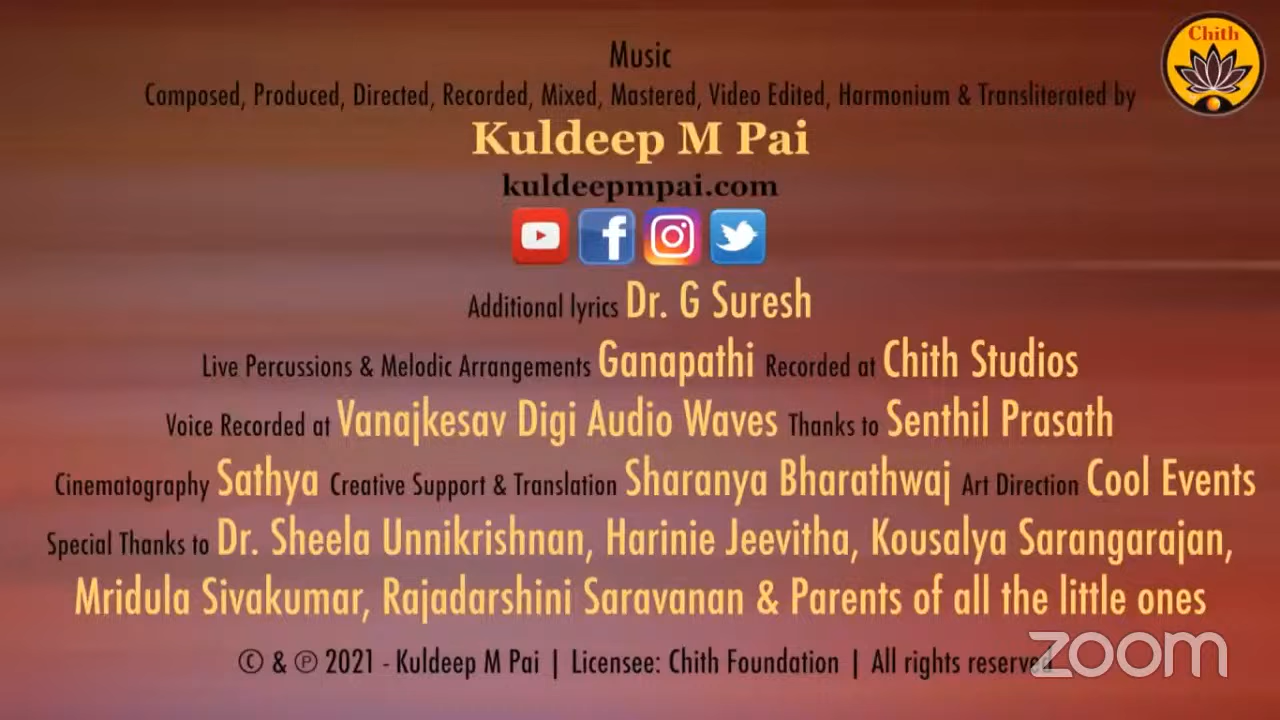 Chith
Music
Composed, Produced, Directed, Recorded, Mixed, Mastered, Video Edited, Harmonium & Transliterated by
Kuldeep M Pai
kuldeepmpai.com
Additional lyrics Dr. G Suresh
Live Percussions & Melodic Arrangements Ganapathi Recorded at Chith Studios
Voice Recorded at Vanajkesav Digi Audio Waves Thanks to Senthil Prasath
Cinematography Sathya Creative Support & Translation Sharanya Bharathwaj Art Direction Cool Events
Special Thanks to Dr. Sheela Unnikrishnan, Harinie Jeevitha, Kousalya Sarangarajan,
Mridula Sivakumar, Rajadarshini Saravanan & Parents of all the little ones
© & ℗ 2021 - Kuldeep M Pai | Licensee: Chith Foundation | All rights reserved
zoom